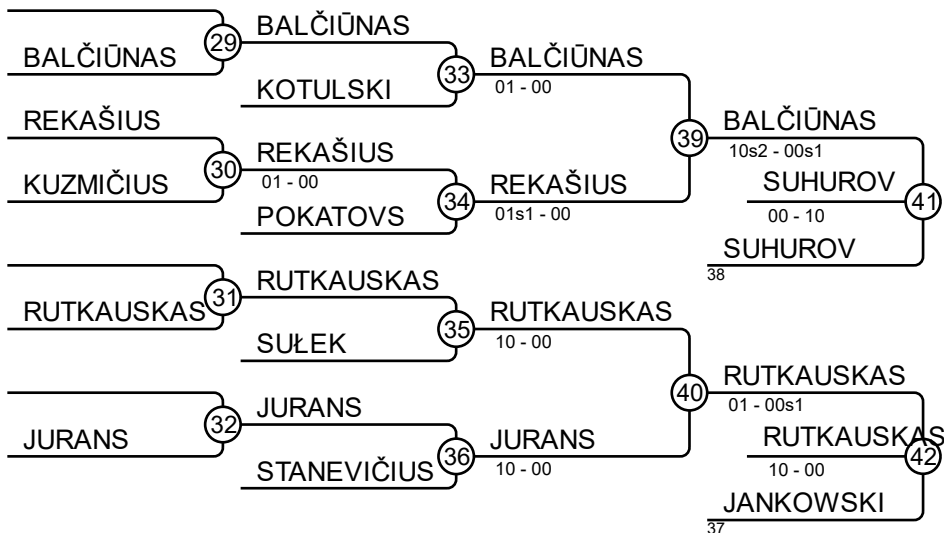 BALČIŪNAS
29
BALČIŪNAS
KOTULSKI
33
BALČIŪNAS
01 - 00
REKAŠIUS
KUZMIČIUS
30
REKAŠIUS
01 - 00
POKATOVS
34
REKAŠIUS
01s1 - 00
39
BALČIŪNAS
10s2 - 00s1
SUHUROV
00 - 10
41
SUHUROV
38
RUTKAUSKAS
31
RUTKAUSKAS
SUŁEK
35
RUTKAUSKAS
10 - 00
JURANS
32
JURANS
STANEVIČIUS
36
JURANS
10 - 00
40
RUTKAUSKAS
01 - 00s1
RUTKAUSKAS
10 - 00
42
JANKOWSKI
37